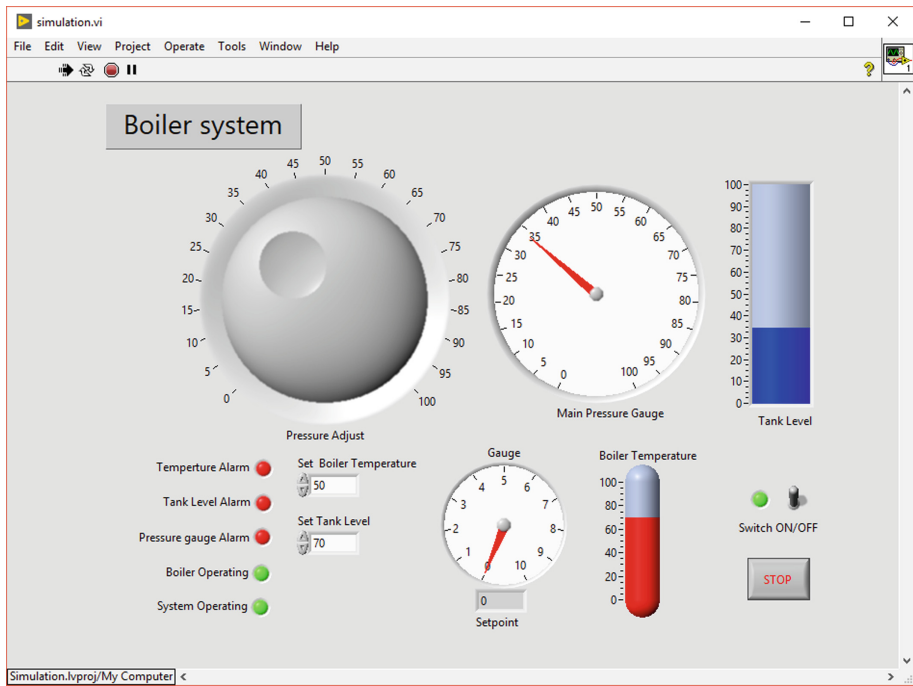 simulation.vi
File Edit View Project Operate Tools Window Help
1
Boiler system
0 5 10 15 20 25 30 35 40 45 50 55 60 65 70 75 80 85 90 95 100
Pressure Adjust
0 5 10 15 20 25 30 35 40 45 50 55 60 65 70 75 80 85 90 95 100
Main Pressure Gauge
100
90
80
70
60
50
40
30
20
10
0
Tank Level
Temperture Alarm
Tank Level Alarm
Pressure gauge Alarm
Boiler Operating
System Operating
Set Boiler Temperature
50
Set Tank Level
70
Gauge
0 1 2 3 4 5 6 7 8 9 10
0
Setpoint
Boiler Temperature
100
80
60
40
20
0
Switch ON/OFF
STOP
Simulation.lvproj/My Computer